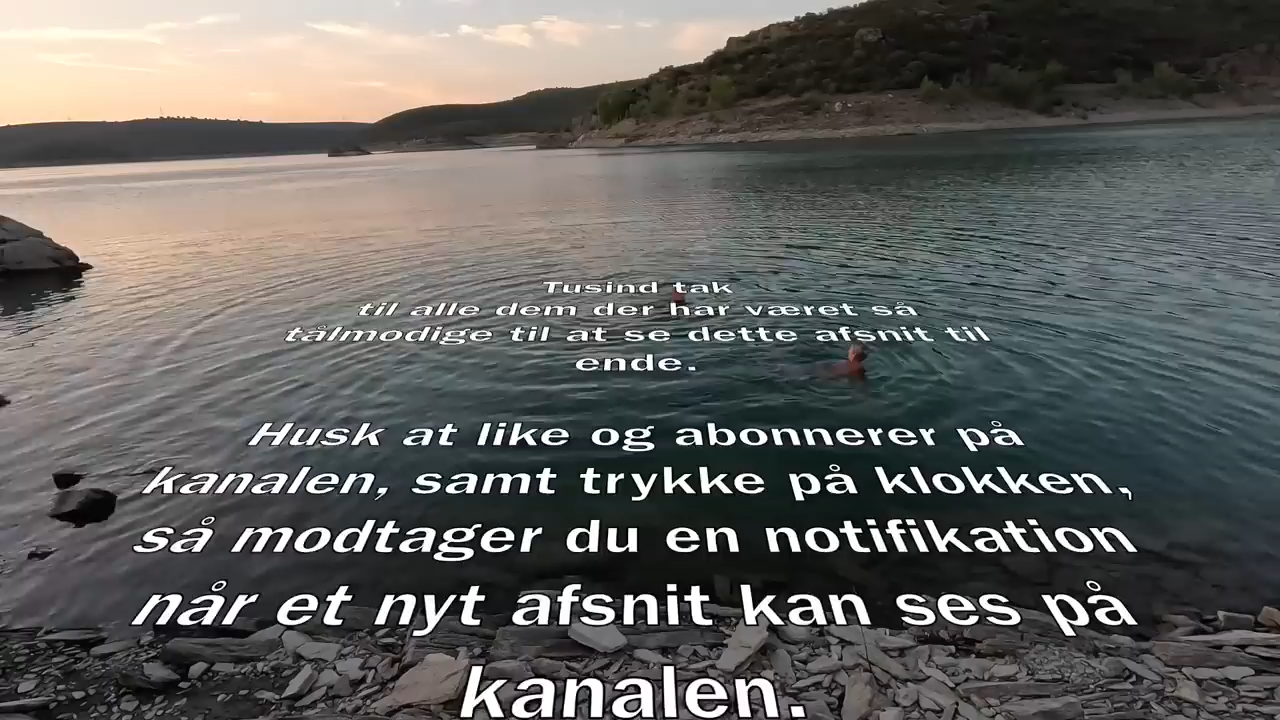 Tusind tak
til alle dem der har været så
tålmodige til at se dette afsnit til
ende.
Husk at like og abonnerer på
kanalen, samt trykke på klokken,
så modtager du en notifikation
når et nyt afsnit kan ses på
kanalen.